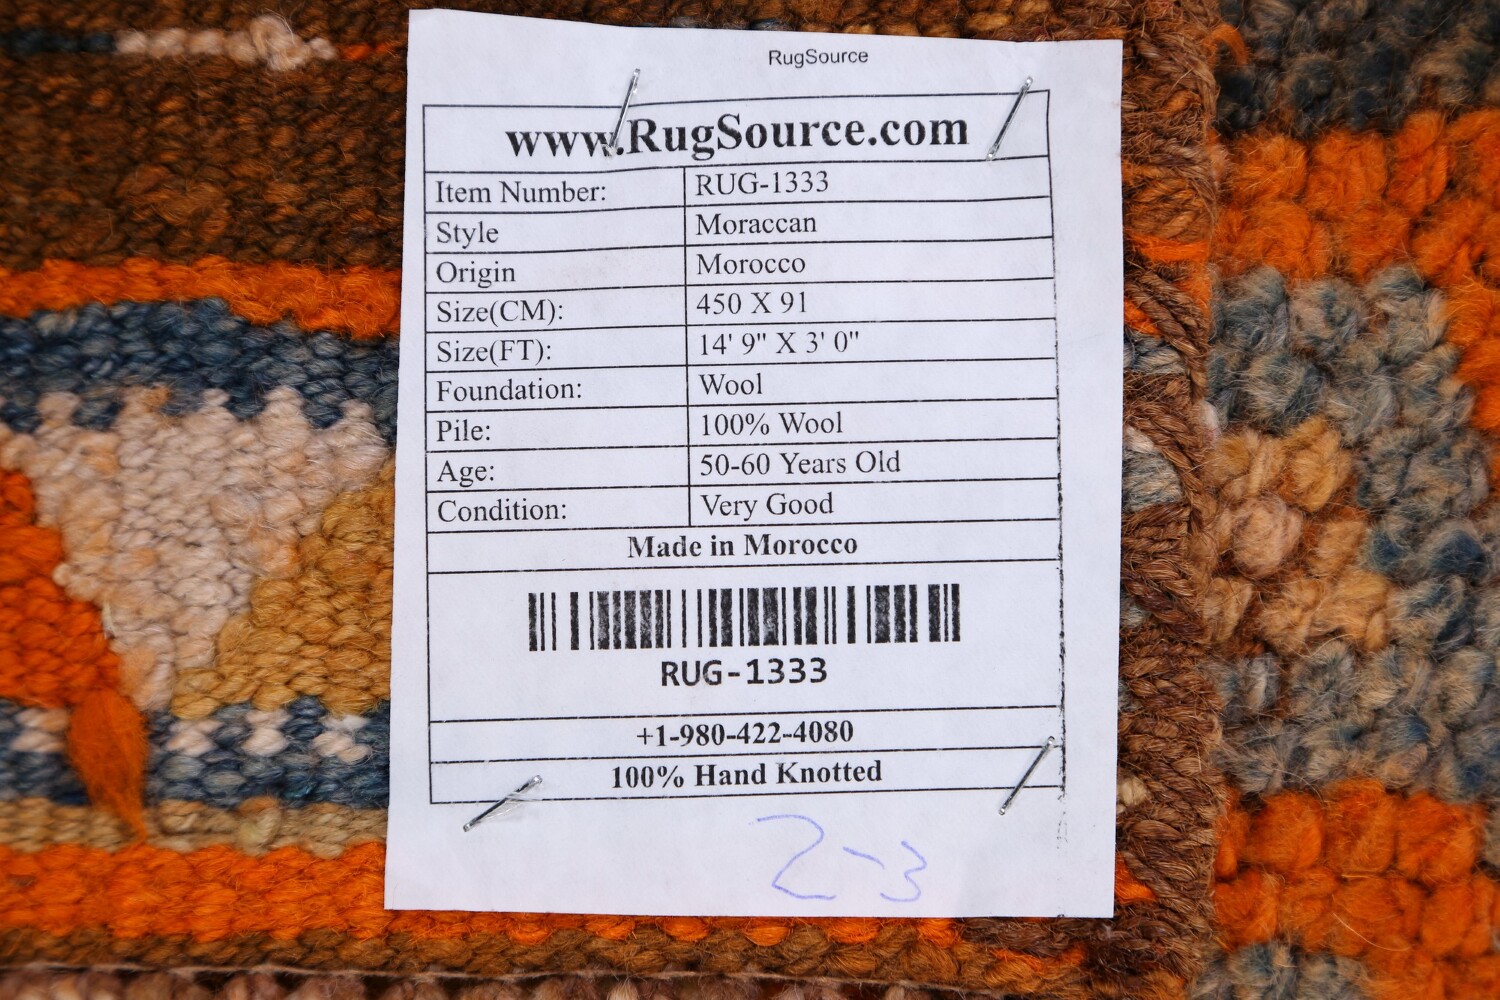 RugSource
www.RugSource.com
Item Number: RUG-1333
Style Moraccan
Origin Morocco
Size(CM): 450 X 91
Size(FT): 14' 9" X 3' 0"
Foundation: Wool
Pile: 100% Wool
Age: 50-60 Years Old
Condition: Very Good
Made in Morocco
RUG-1333
+1-980-422-4080
100% Hand Knotted
2-3